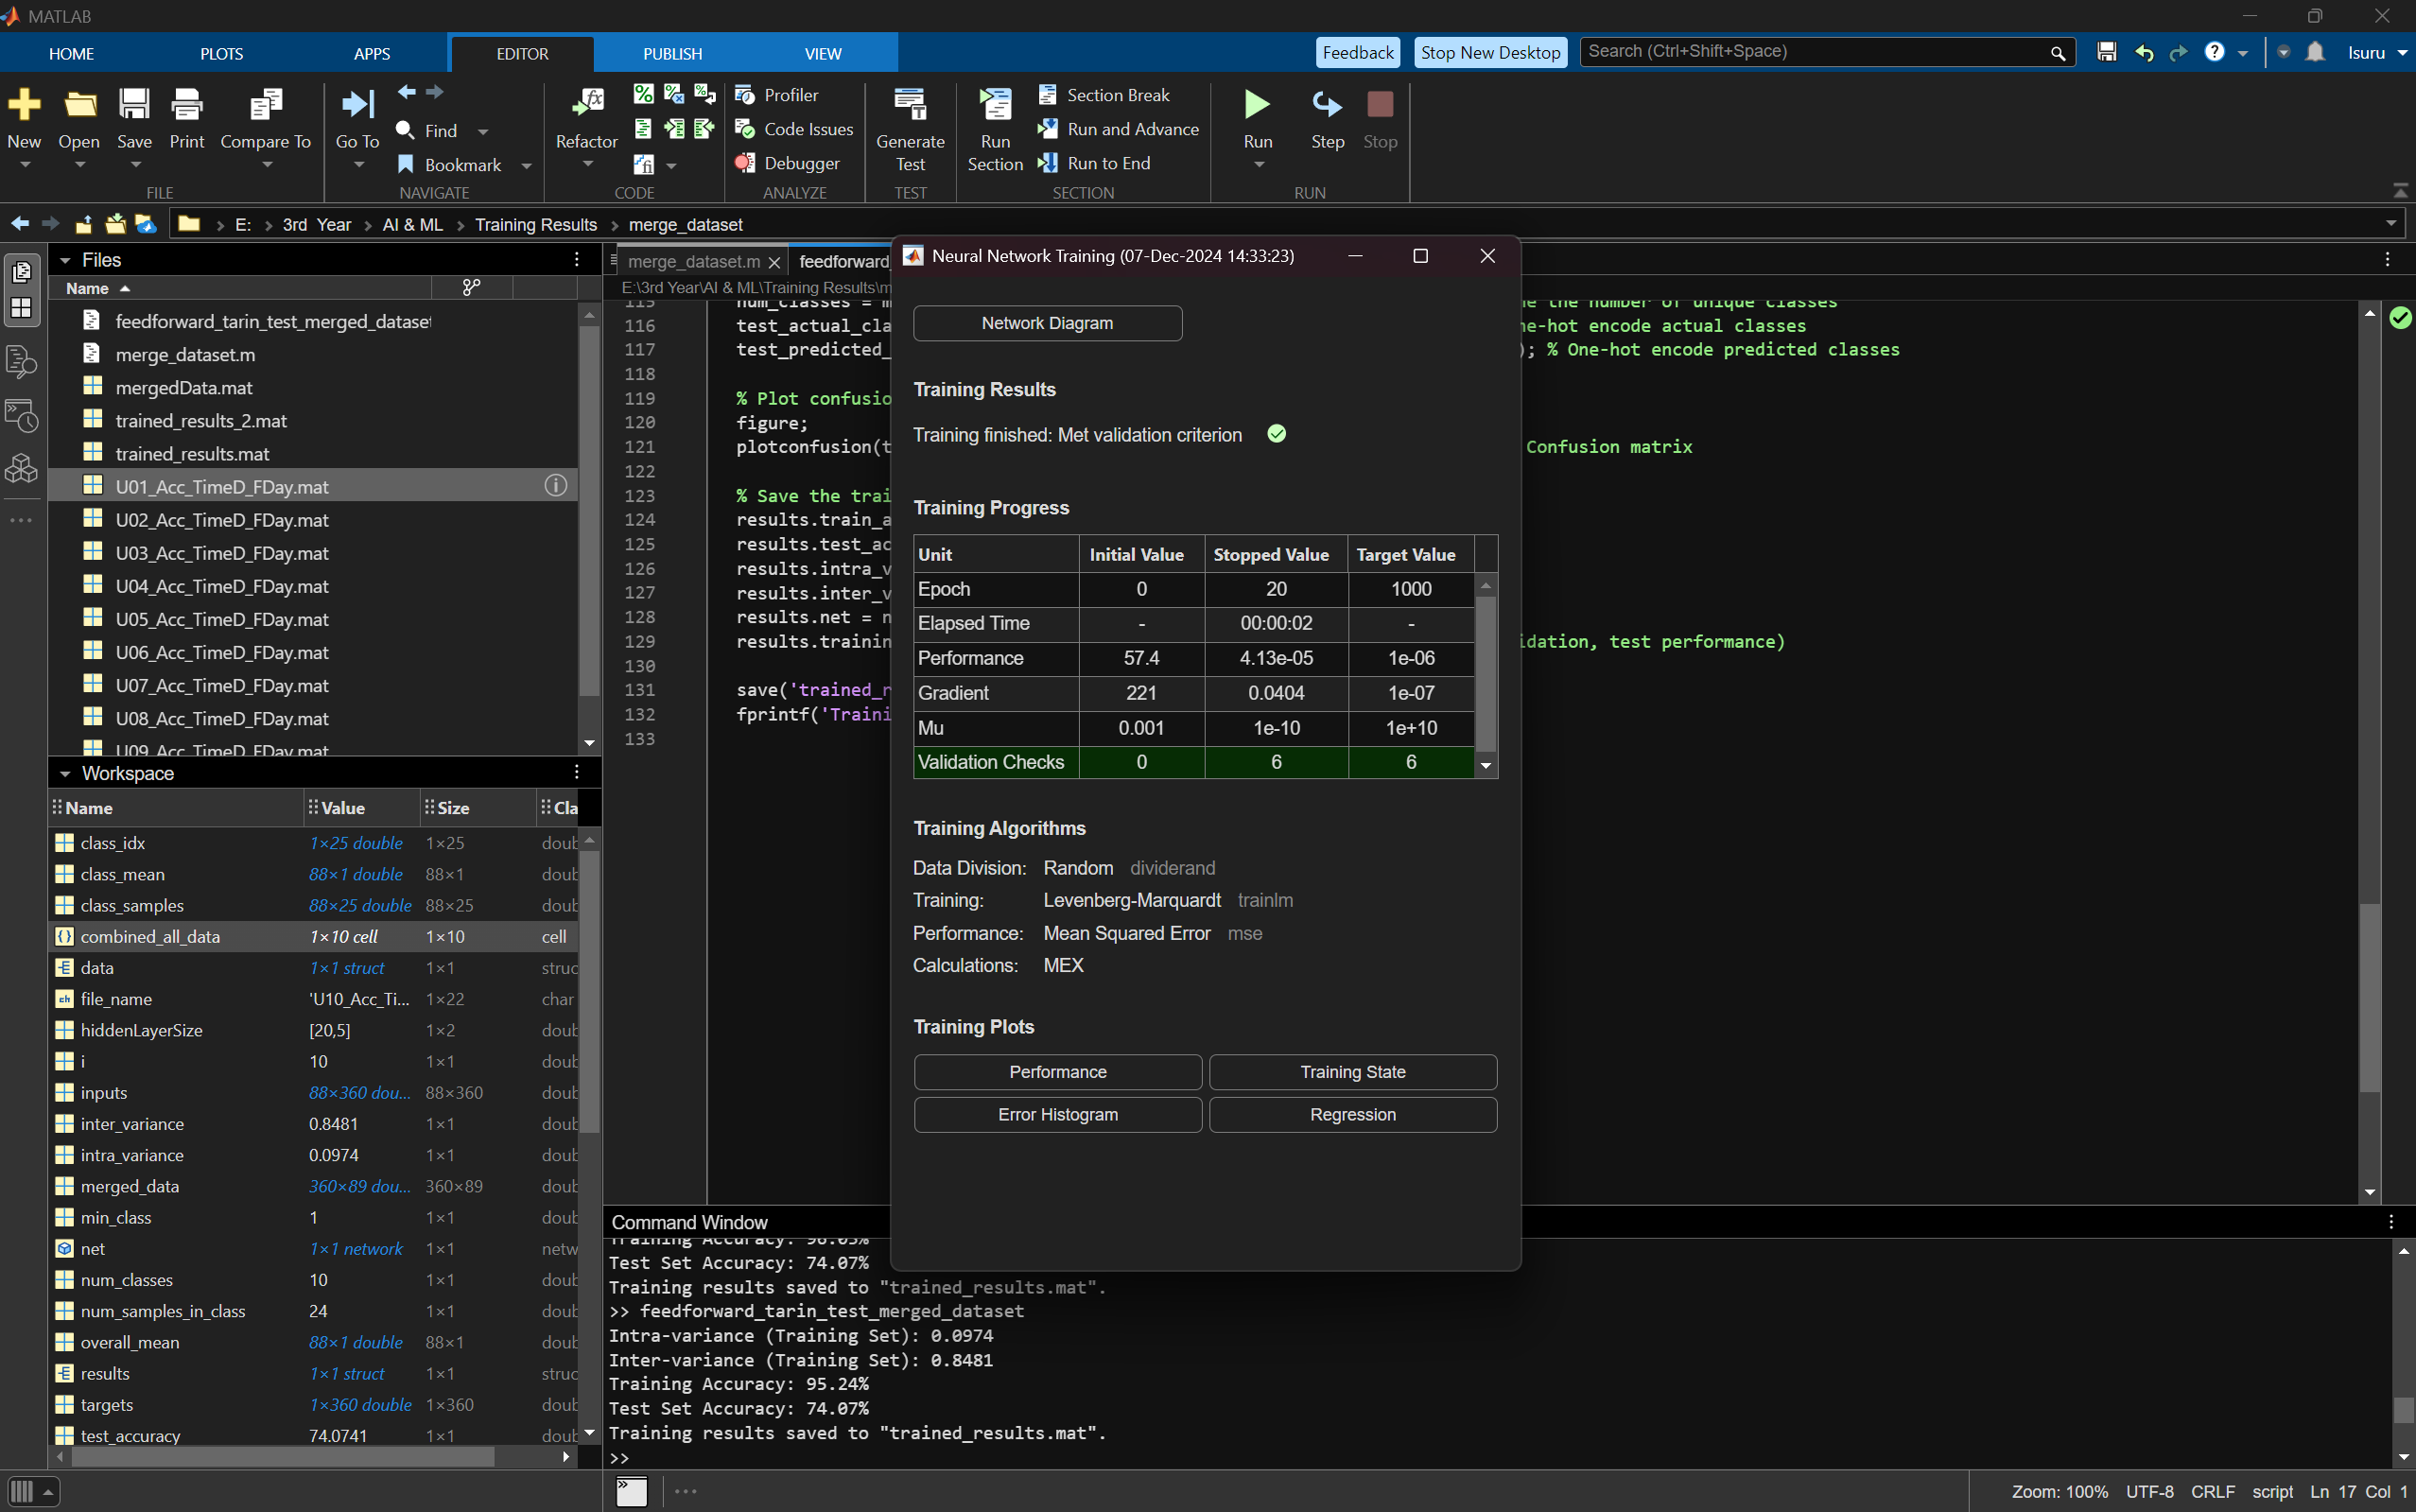 MATLAB
HOME PLOTS APPS EDITOR PUBLISH VIEW
Feedback Stop New Desktop Search (Ctrl+Shift+Space) Isuru
New Open Save Print Compare To
FILE
Go To Find Bookmark
NAVIGATE
Refactor
CODE
Profiler
Code Issues
Debugger
ANALYZE
Generate Test
TEST
Run Section
Section Break
Run and Advance
Run to End
SECTION
Run Step Stop
RUN
E: › 3rd Year › AI & ML › Training Results › merge_dataset
Files
Name
feedforward_tarin_test_merged_dataset
merge_dataset.m
mergedData.mat
trained_results_2.mat
trained_results.mat
U01_Acc_TimeD_FDay.mat
U02_Acc_TimeD_FDay.mat
U03_Acc_TimeD_FDay.mat
U04_Acc_TimeD_FDay.mat
U05_Acc_TimeD_FDay.mat
U06_Acc_TimeD_FDay.mat
U07_Acc_TimeD_FDay.mat
U08_Acc_TimeD_FDay.mat
U09_Acc_TimeD_FDay.mat
Workspace
Name Value Size Cla
class_idx 1×25 double 1×25 doub
class_mean 88×1 double 88×1 doub
class_samples 88×25 double 88×25 doub
combined_all_data 1×10 cell 1×10 cell
data 1×1 struct 1×1 struc
file_name 'U10_Acc_Ti... 1×22 char
hiddenLayerSize [20,5] 1×2 doub
i 10 1×1 doub
inputs 88×360 dou... 88×360 doub
inter_variance 0.8481 1×1 doub
intra_variance 0.0974 1×1 doub
merged_data 360×89 dou... 360×89 doub
min_class 1 1×1 doub
net 1×1 network 1×1 netw
num_classes 10 1×1 doub
num_samples_in_class 24 1×1 doub
overall_mean 88×1 double 88×1 doub
results 1×1 struct 1×1 struc
targets 1×360 double 1×360 doub
test_accuracy 74.0741 1×1 doub
merge_dataset.m feedforward_
E:\3rd Year\AI & ML\Training Results\m
115 num_classes = m e the number of unique classes
116 test_actual_cla ne-hot encode actual classes
117 test_predicted_ ); % One-hot encode predicted classes
118
119 % Plot confusio
120 figure;
121 plotconfusion(t Confusion matrix
122
123 % Save the trai
124 results.train_a
125 results.test_ac
126 results.intra_v
127 results.inter_v
128 results.net = n
129 results.trainin idation, test performance)
130
131 save('trained_r
132 fprintf('Traini
133
Neural Network Training (07-Dec-2024 14:33:23)
Network Diagram
Training Results
Training finished: Met validation criterion
Training Progress
Unit Initial Value Stopped Value Target Value
Epoch 0 20 1000
Elapsed Time - 00:00:02 -
Performance 57.4 4.13e-05 1e-06
Gradient 221 0.0404 1e-07
Mu 0.001 1e-10 1e+10
Validation Checks 0 6 6
Training Algorithms
Data Division: Random dividerand
Training: Levenberg-Marquardt trainlm
Performance: Mean Squared Error mse
Calculations: MEX
Training Plots
Performance Training State
Error Histogram Regression
Command Window
Training Accuracy: 96.03%
Test Set Accuracy: 74.07%
Training results saved to "trained_results.mat".
>> feedforward_tarin_test_merged_dataset
Intra-variance (Training Set): 0.0974
Inter-variance (Training Set): 0.8481
Training Accuracy: 95.24%
Test Set Accuracy: 74.07%
Training results saved to "trained_results.mat".
>>
Zoom: 100% UTF-8 CRLF script Ln 17 Col 1